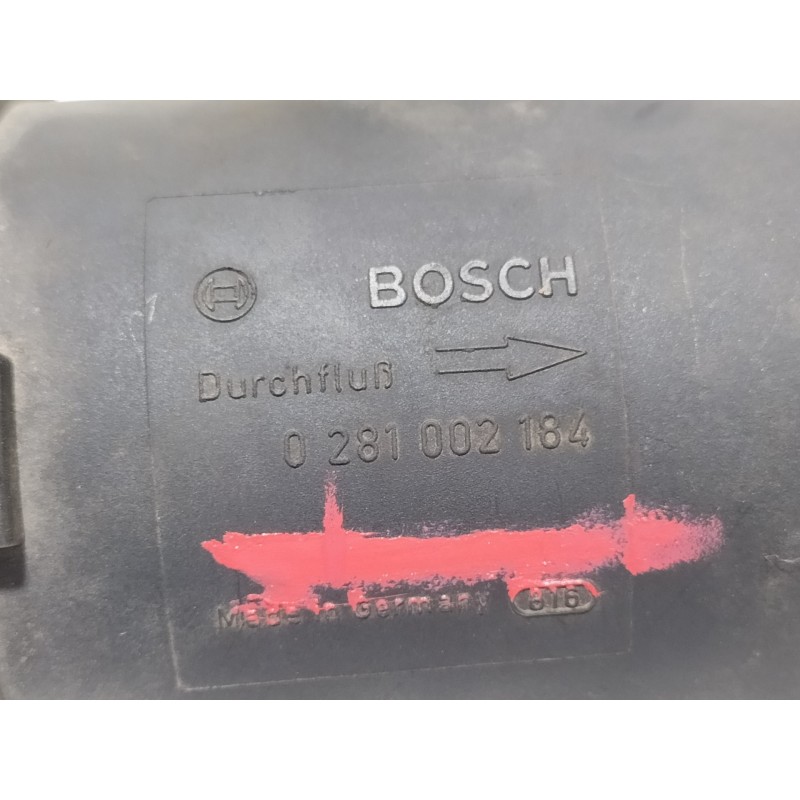 BOSCH
Durchfluß
0 281 002 184
Made in Germany